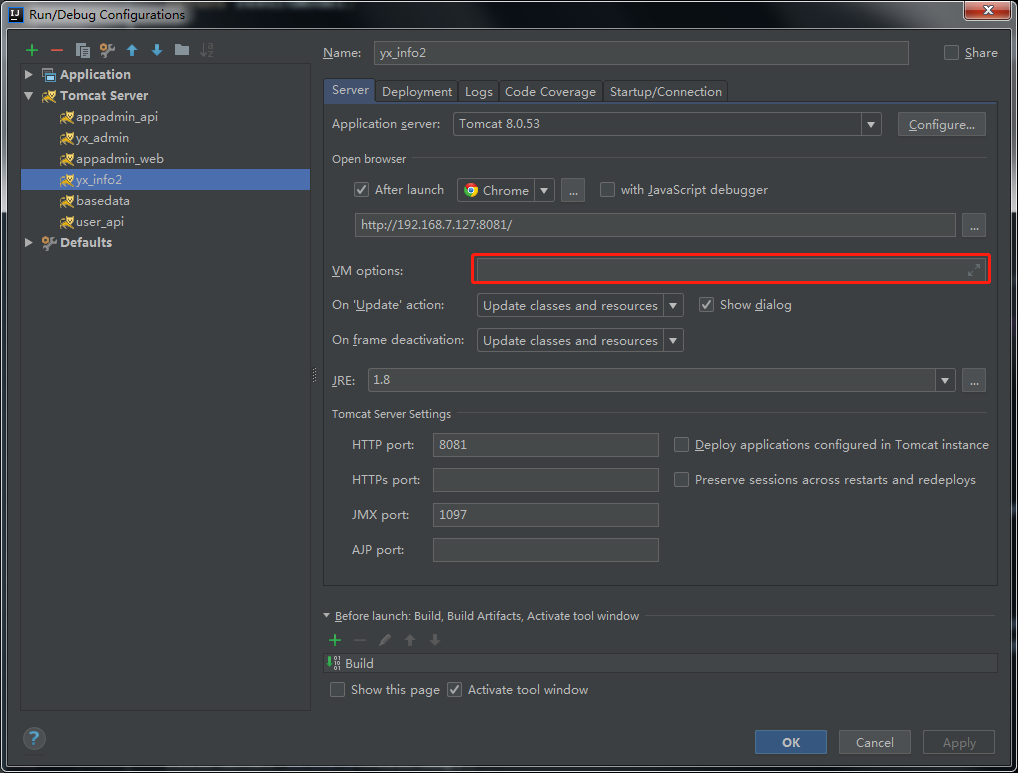 Run/Debug Configurations
Application
Tomcat Server
appadmin_api
yx_admin
appadmin_web
yx_info2
basedata
user_api
Defaults
Name: yx_info2 Share
Server Deployment Logs Code Coverage Startup/Connection
Application server: Tomcat 8.0.53 Configure...
Open browser
After launch Chrome ... with JavaScript debugger
http://192.168.7.127:8081/ ...
VM options:
On 'Update' action: Update classes and resources Show dialog
On frame deactivation: Update classes and resources
JRE: 1.8 ...
Tomcat Server Settings
HTTP port: 8081 Deploy applications configured in Tomcat instance
HTTPs port: Preserve sessions across restarts and redeploys
JMX port: 1097
AJP port:
Before launch: Build, Build Artifacts, Activate tool window
Build
Show this page Activate tool window
? OK Cancel Apply